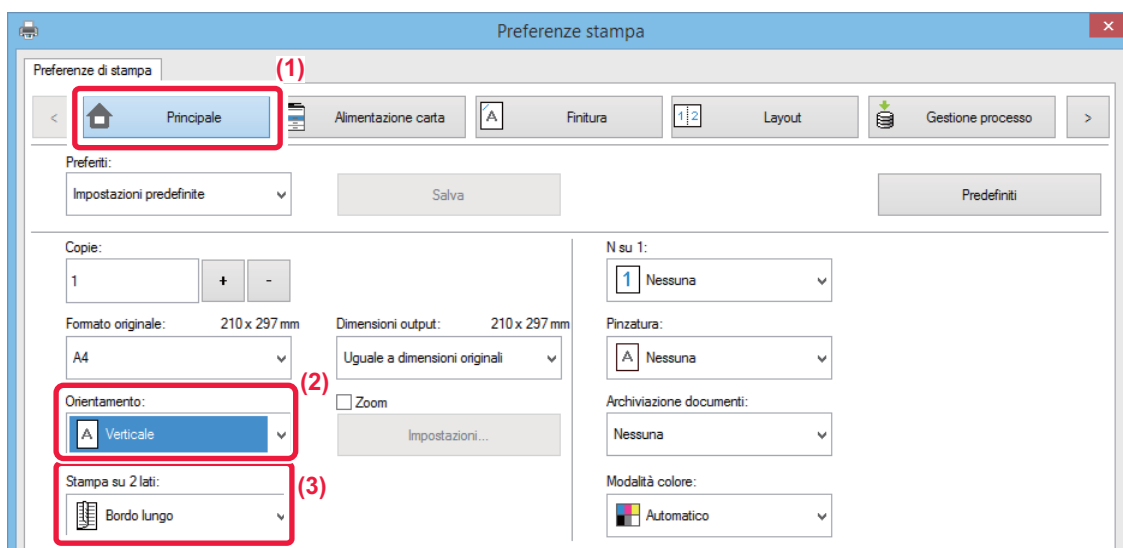 Preferenze stampa
Preferenze di stampa
(1)
< Principale Alimentazione carta A Finitura 1 2 Layout Gestione processo >
Preferiti:
Impostazioni predefinite Salva Predefiniti
Copie: N su 1:
1 + - 1 Nessuna
Formato originale: 210 x 297 mm Dimensioni output: 210 x 297 mm Pinzatura:
A4 Uguale a dimensioni originali A Nessuna
(2)
Orientamento: Zoom Archiviazione documenti:
A Verticale Impostazioni... Nessuna
Stampa su 2 lati: (3) Modalità colore:
Bordo lungo Automatico